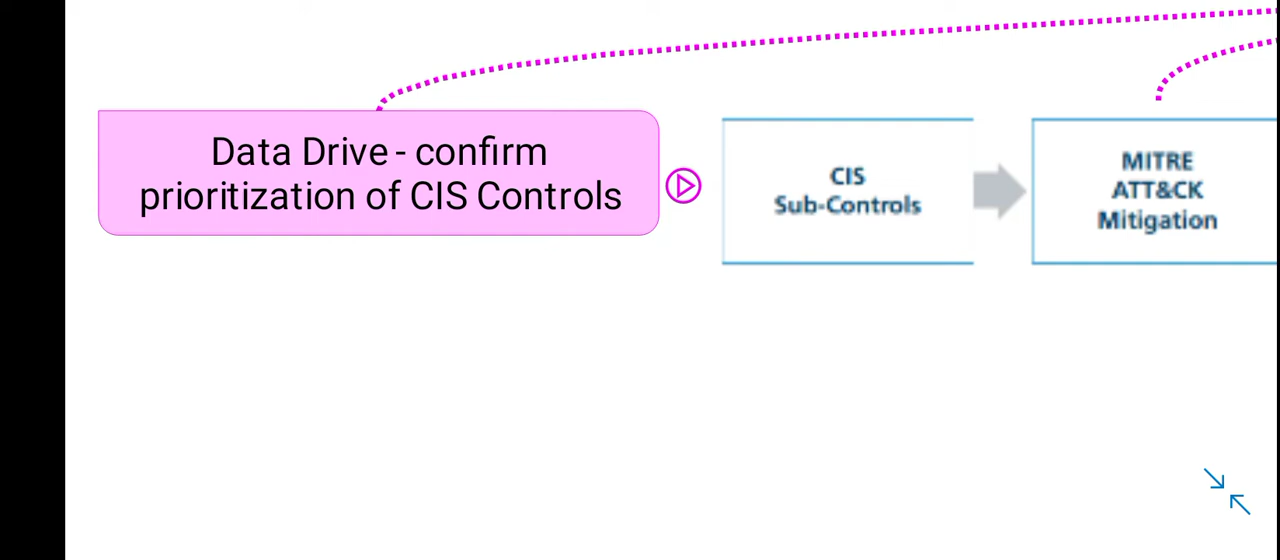 Data Drive - confirm
prioritization of CIS Controls
CIS
Sub-Controls
MITRE
ATT&CK
Mitigation